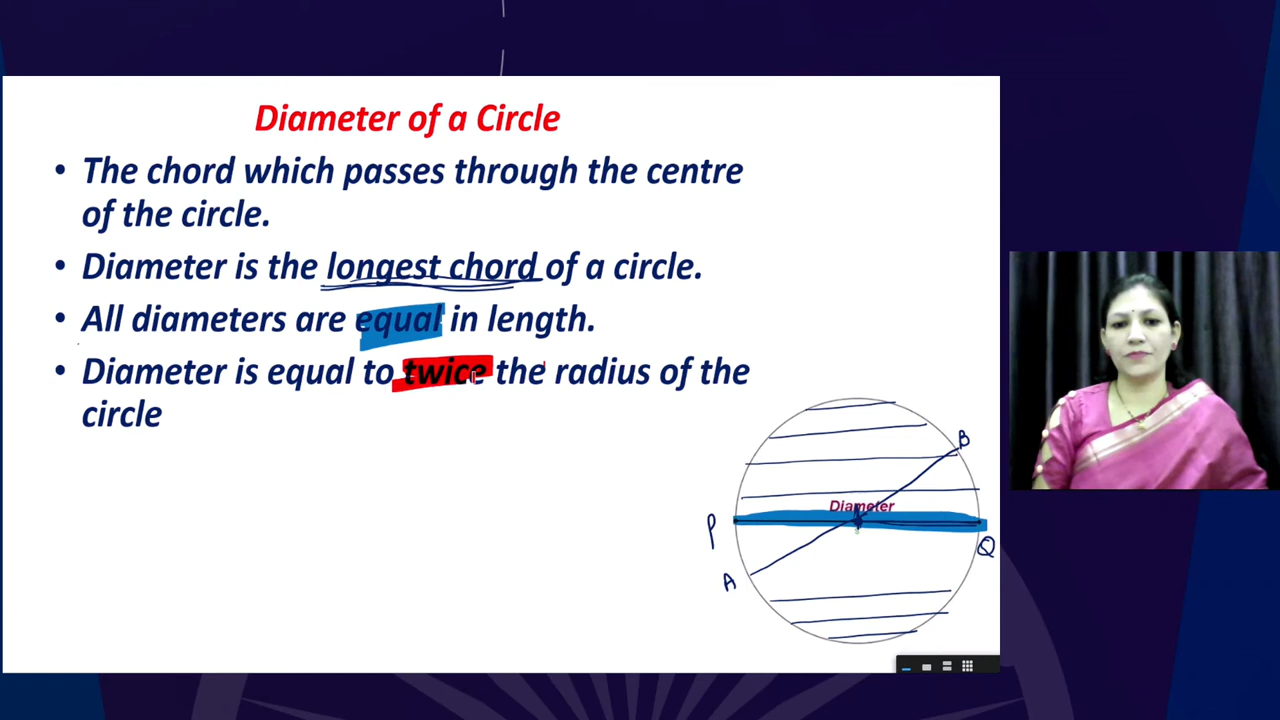 Diameter of a Circle
• The chord which passes through the centre
of the circle.
• Diameter is the longest chord of a circle.
• All diameters are equal in length.
• Diameter is equal to twice the radius of the
circle
B
Diameter
P
Q
A